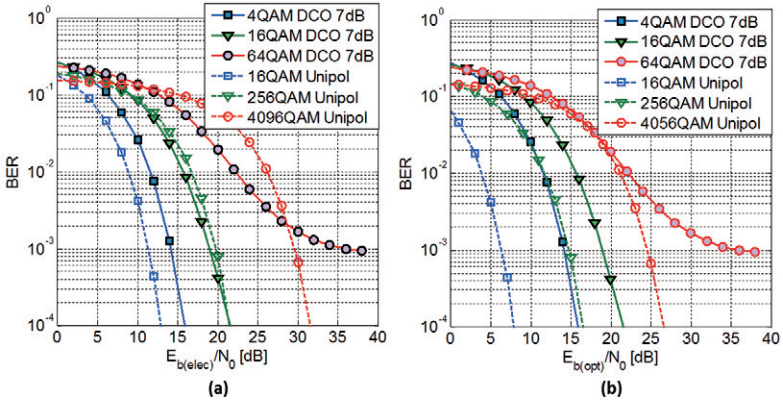 4QAM DCO 7dB
16QAM DCO 7dB
64QAM DCO 7dB
16QAM Unipol
256QAM Unipol
4096QAM Unipol
BER
10^0
10^-1
10^-2
10^-3
10^-4
0 5 10 15 20 25 30 35 40
E_b(elec)/N_0 [dB]
(a)
4QAM DCO 7dB
16QAM DCO 7dB
64QAM DCO 7dB
16QAM Unipol
256QAM Unipol
4056QAM Unipol
BER
10^0
10^-1
10^-2
10^-3
10^-4
0 5 10 15 20 25 30 35 40
E_b(opt)/N_0 [dB]
(b)